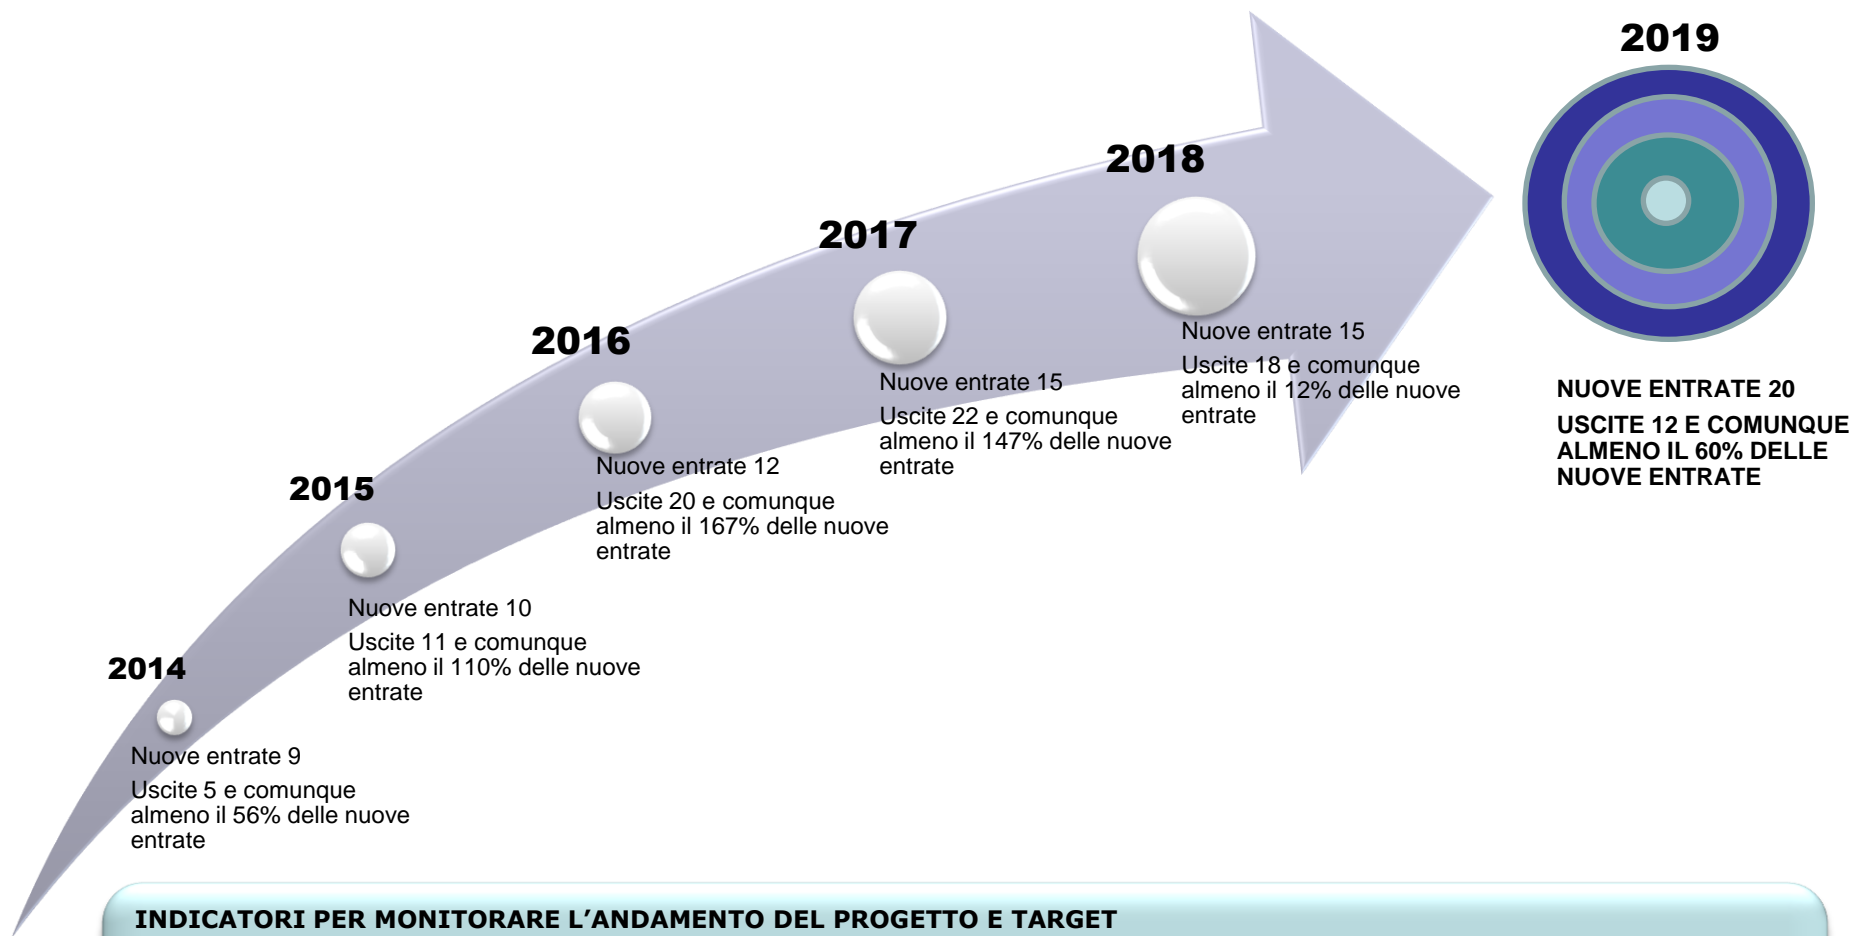 2014
Nuove entrate 9
Uscite 5 e comunque
almeno il 56% delle nuove
entrate
2015
Nuove entrate 10
Uscite 11 e comunque
almeno il 110% delle nuove
entrate
2016
Nuove entrate 12
Uscite 20 e comunque
almeno il 167% delle nuove
entrate
2017
Nuove entrate 15
Uscite 22 e comunque
almeno il 147% delle nuove
entrate
2018
Nuove entrate 15
Uscite 18 e comunque
almeno il 12% delle nuove
entrate
2019
NUOVE ENTRATE 20
USCITE 12 E COMUNQUE
ALMENO IL 60% DELLE
NUOVE ENTRATE
INDICATORI PER MONITORARE L'ANDAMENTO DEL PROGETTO E TARGET